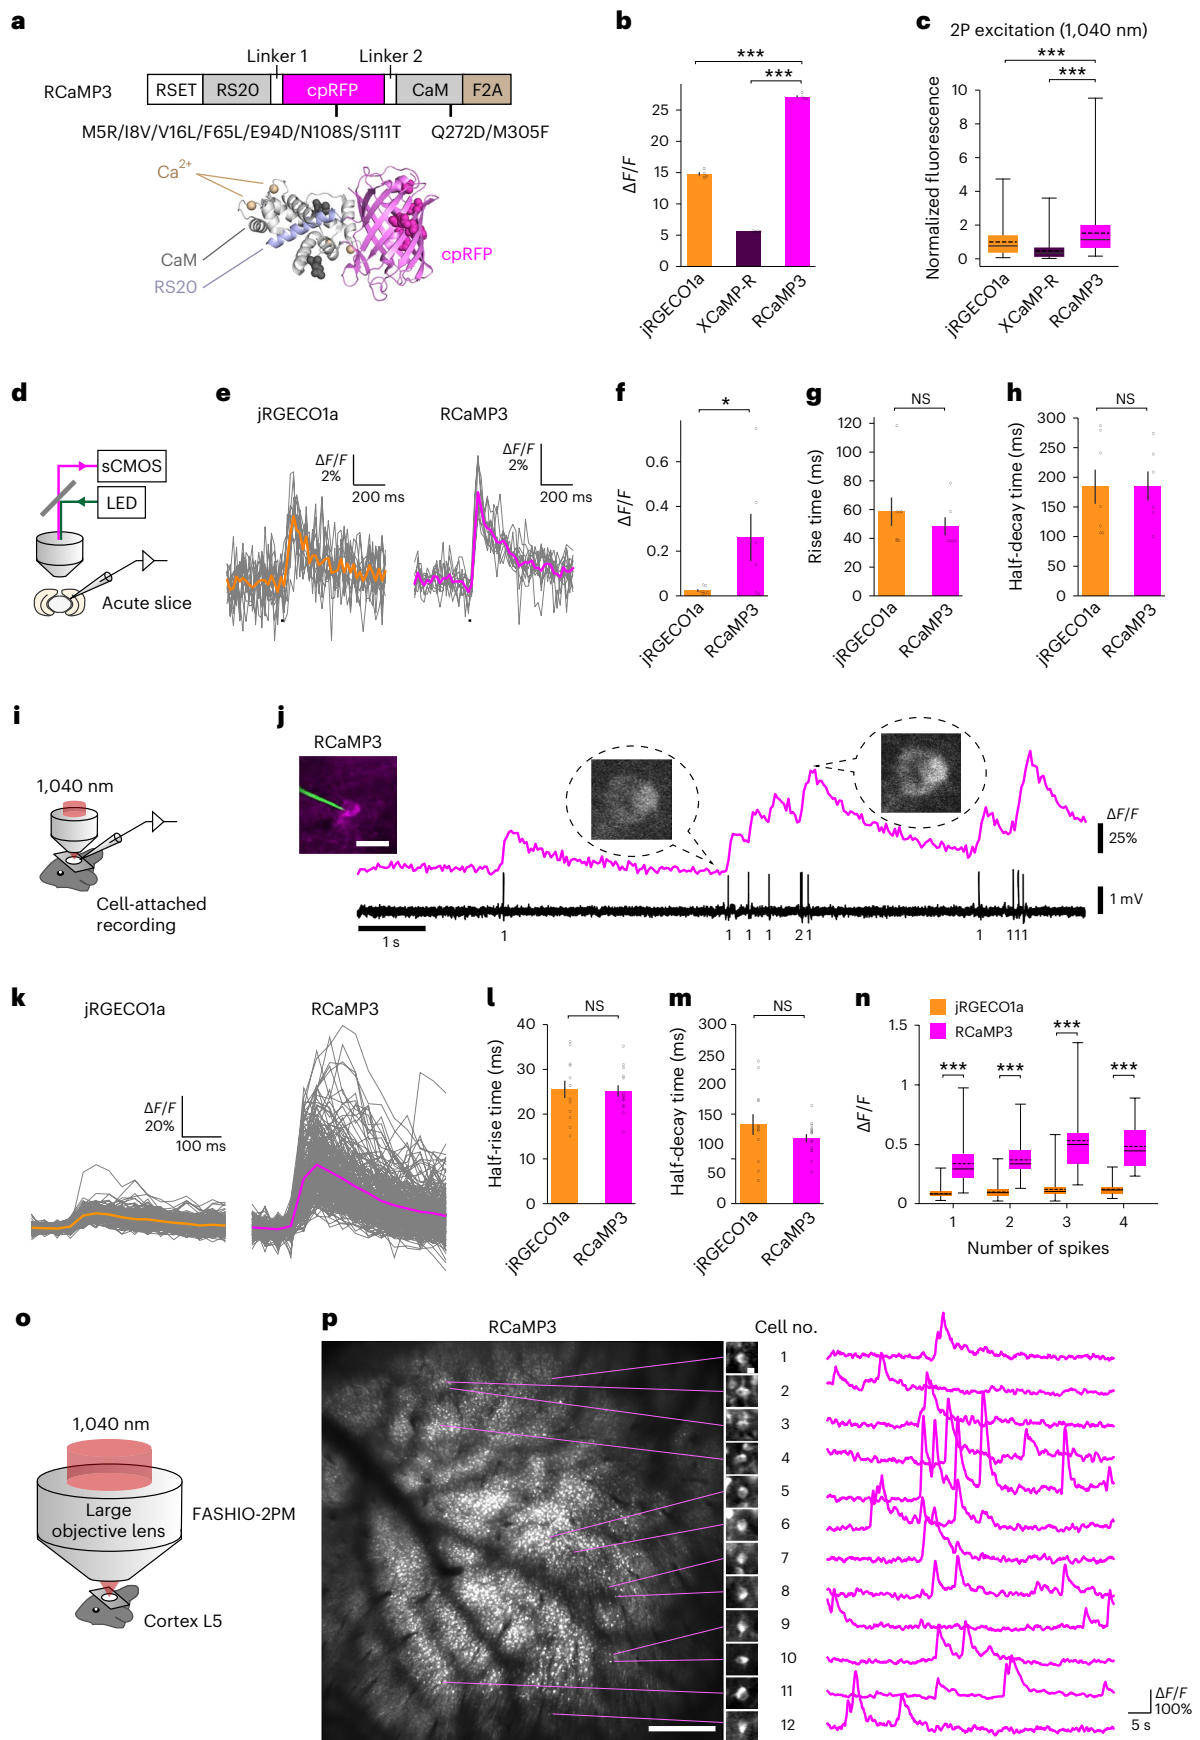 a
Linker 1
Linker 2
RCaMP3
RSET
RS20
cpRFP
CaM
F2A
M5R/I8V/V16L/F65L/E94D/N108S/S111T
Q272D/M305F
Ca2+
CaM
RS20
cpRFP
b
***
***
25
20
15
10
5
0
ΔF/F
jRGECO1a
XCaMP-R
RCaMP3
c
2P excitation (1,040 nm)
***
***
10
8
6
4
2
0
Normalized fluorescence
jRGECO1a
XCaMP-R
RCaMP3
d
sCMOS
LED
Acute slice
e
jRGECO1a
RCaMP3
ΔF/F
2%
200 ms
ΔF/F
2%
200 ms
f
*
0.6
0.4
0.2
0
ΔF/F
jRGECO1a
RCaMP3
g
NS
120
100
80
60
40
20
0
Rise time (ms)
jRGECO1a
RCaMP3
h
NS
300
250
200
150
100
50
0
Half-decay time (ms)
jRGECO1a
RCaMP3
i
1,040 nm
Cell-attached
recording
j
RCaMP3
ΔF/F
25%
1 mV
1 s
1
1 1 1 2 1
1 1 1 1
k
jRGECO1a
RCaMP3
ΔF/F
20%
100 ms
l
NS
40
30
20
10
0
Half-rise time (ms)
jRGECO1a
RCaMP3
m
NS
300
250
200
150
100
50
0
Half-decay time (ms)
jRGECO1a
RCaMP3
n
jRGECO1a
RCaMP3
***
***
***
***
1.5
1
0.5
0
ΔF/F
1 2 3 4
Number of spikes
o
1,040 nm
Large
objective lens
FASHIO-2PM
Cortex L5
p
RCaMP3
Cell no.
1
2
3
4
5
6
7
8
9
10
11
12
ΔF/F
100%
5 s